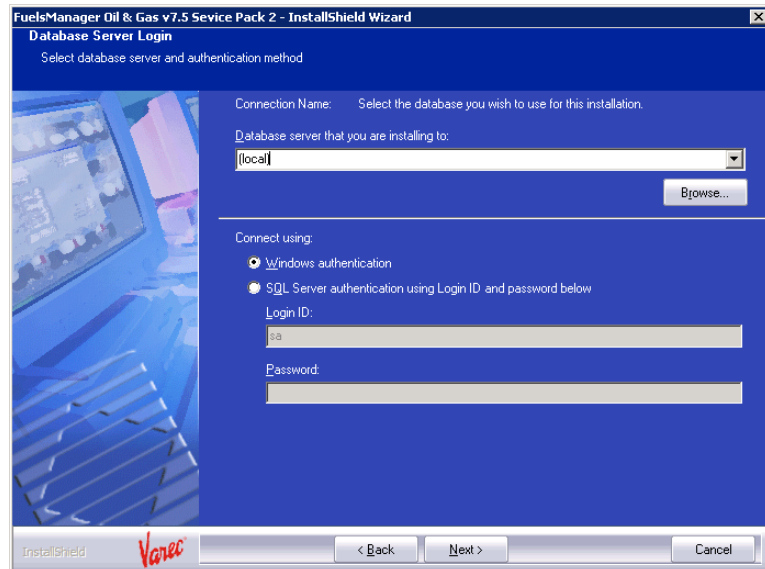 FuelsManager Oil & Gas v7.5 Sevice Pack 2 - InstallShield Wizard
Database Server Login
Select database server and authentication method
Connection Name: Select the database you wish to use for this installation.
Database server that you are installing to:
(local)
Browse...
Connect using:
Windows authentication
SQL Server authentication using Login ID and password below
Login ID:
sa
Password:
InstallShield
Varec
< Back
Next >
Cancel